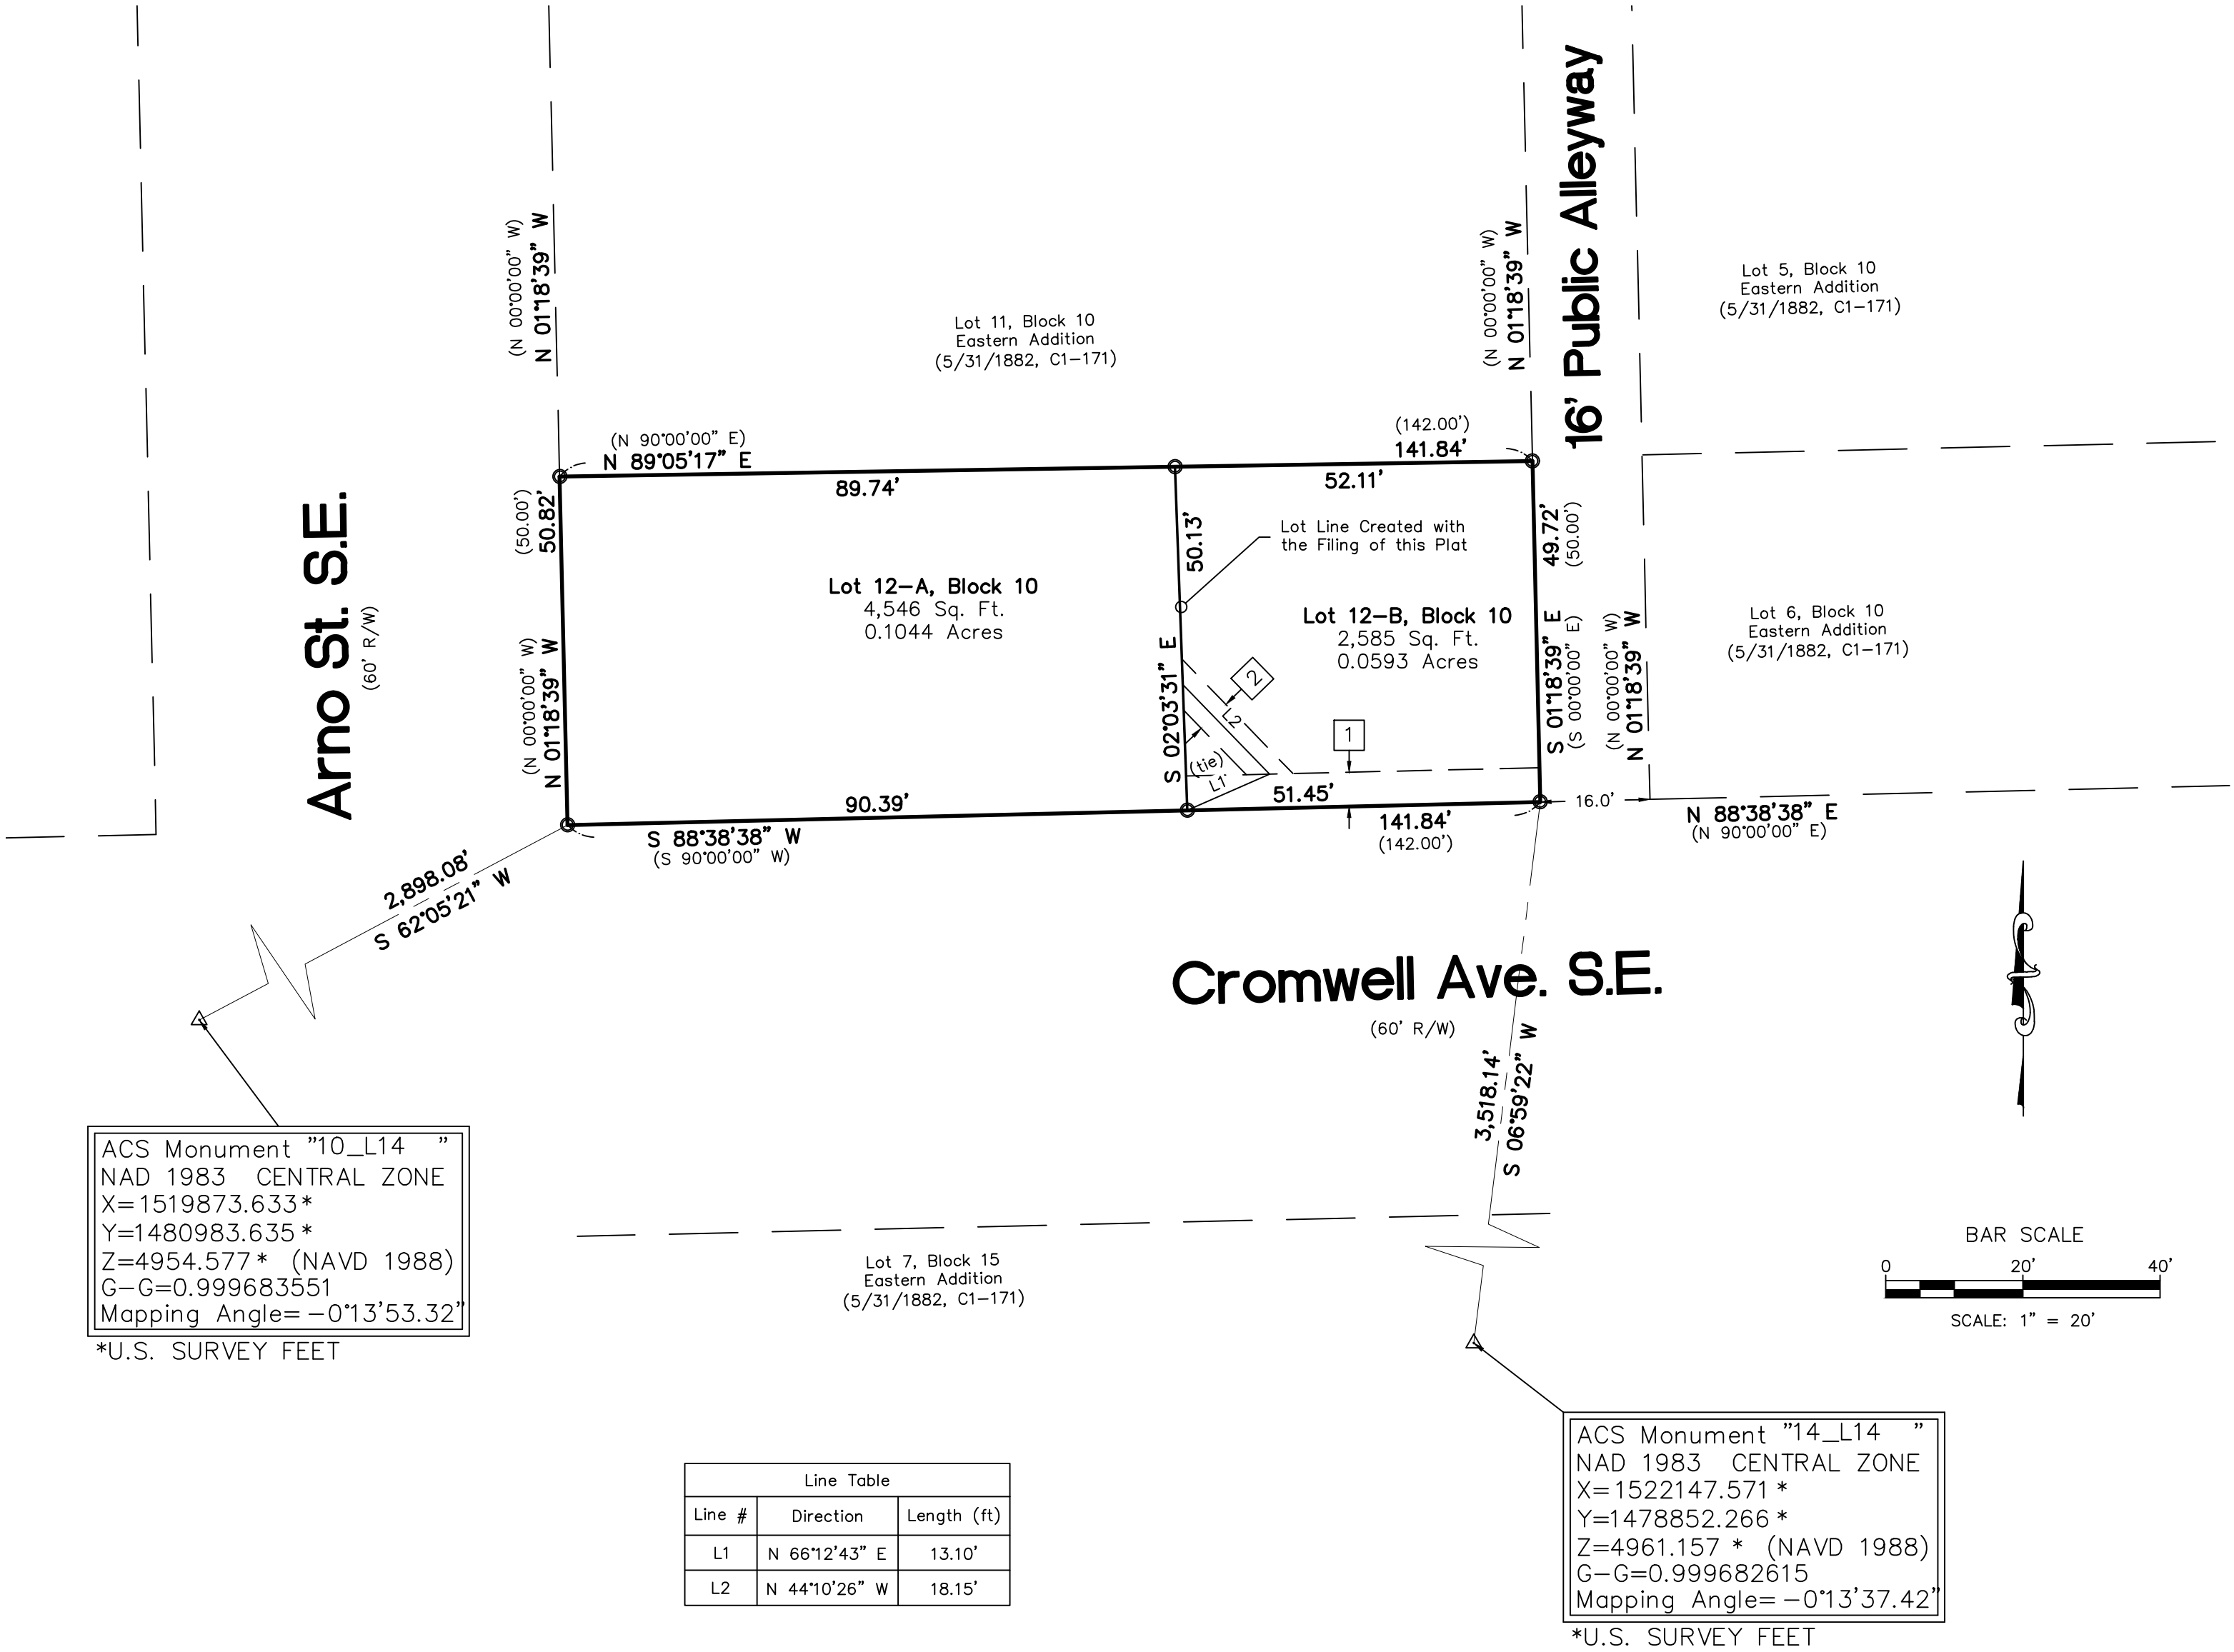 16' Public Alleyway
(N 00°00'00" W)
N 01°18'39" W
(N 00°00'00" W)
N 01°18'39" W
Lot 5, Block 10
Eastern Addition
(5/31/1882, C1-171)
Lot 11, Block 10
Eastern Addition
(5/31/1882, C1-171)
(N 90°00'00" E)
N 89°05'17" E
(142.00')
141.84'
89.74'
52.11'
Arno St. S.E.
(60' R/W)
(50.00')
50.82'
(N 00°00'00" W)
N 01°18'39" W
50.13'
S 02°03'31" E
Lot Line Created with
the Filing of this Plat
49.72'
(50.00')
S 01°18'39" E
(S 00°00'00" E)
(N 00°00'00" W)
N 01°18'39" W
Lot 12-A, Block 10
4,546 Sq. Ft.
0.1044 Acres
Lot 12-B, Block 10
2,585 Sq. Ft.
0.0593 Acres
Lot 6, Block 10
Eastern Addition
(5/31/1882, C1-171)
2
L2
1
(tie)
L1
90.39'
51.45'
16.0'
S 88°38'38" W
(S 90°00'00" W)
141.84'
(142.00')
N 88°38'38" E
(N 90°00'00" E)
2,898.08'
S 62°05'21" W
Cromwell Ave. S.E.
(60' R/W)
3,518.14'
S 06°59'22" W
ACS Monument "10_L14 "
NAD 1983 CENTRAL ZONE
X=1519873.633*
Y=1480983.635*
Z=4954.577* (NAVD 1988)
G-G=0.999683551
Mapping Angle=-0°13'53.32"
*U.S. SURVEY FEET
Lot 7, Block 15
Eastern Addition
(5/31/1882, C1-171)
BAR SCALE
0 20' 40'
SCALE: 1" = 20'
ACS Monument "14_L14 "
NAD 1983 CENTRAL ZONE
X=1522147.571*
Y=1478852.266*
Z=4961.157 * (NAVD 1988)
G-G=0.999682615
Mapping Angle=-0°13'37.42"
*U.S. SURVEY FEET
Line Table
Line # Direction Length (ft)
L1 N 66°12'43" E 13.10'
L2 N 44°10'26" W 18.15'